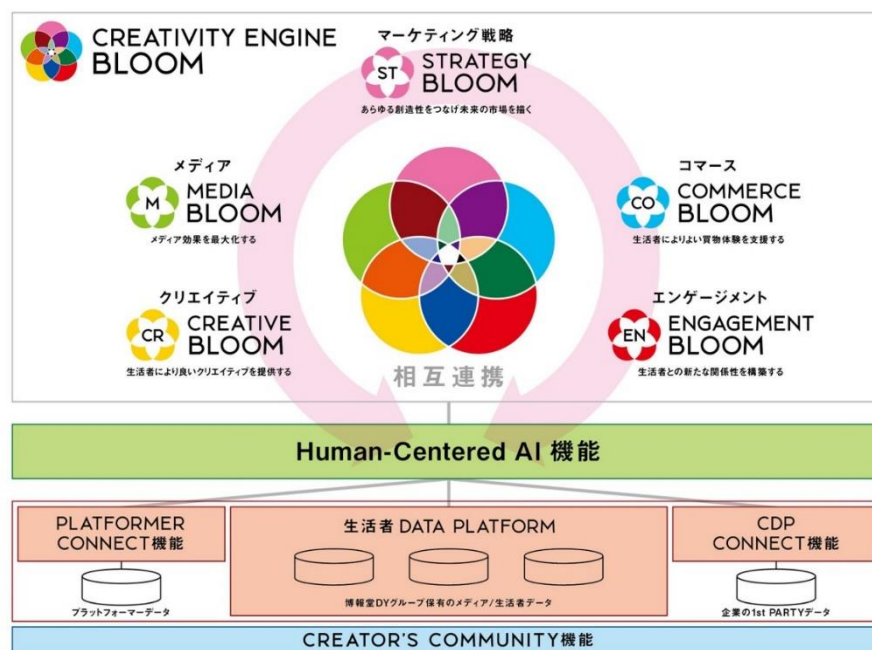 CREATIVITY ENGINE
BLOOM
マーケティング戦略
ST
STRATEGY
BLOOM
あらゆる創造性をつなげ未来の市場を描く
メディア
M
MEDIA
BLOOM
メディア効果を最大化する
コマース
CO
COMMERCE
BLOOM
生活者によりよい買物体験を支援する
クリエイティブ
CR
CREATIVE
BLOOM
生活者により良いクリエイティブを提供する
エンゲージメント
EN
ENGAGEMENT
BLOOM
生活者との新たな関係性を構築する
相互連携
Human-Centered AI 機能
PLATFORMER
CONNECT機能
プラットフォーマーデータ
生活者 DATA PLATFORM
博報堂DYグループ保有のメディア/生活者データ
CDP
CONNECT機能
企業の1st PARTYデータ
CREATOR'S COMMUNITY機能